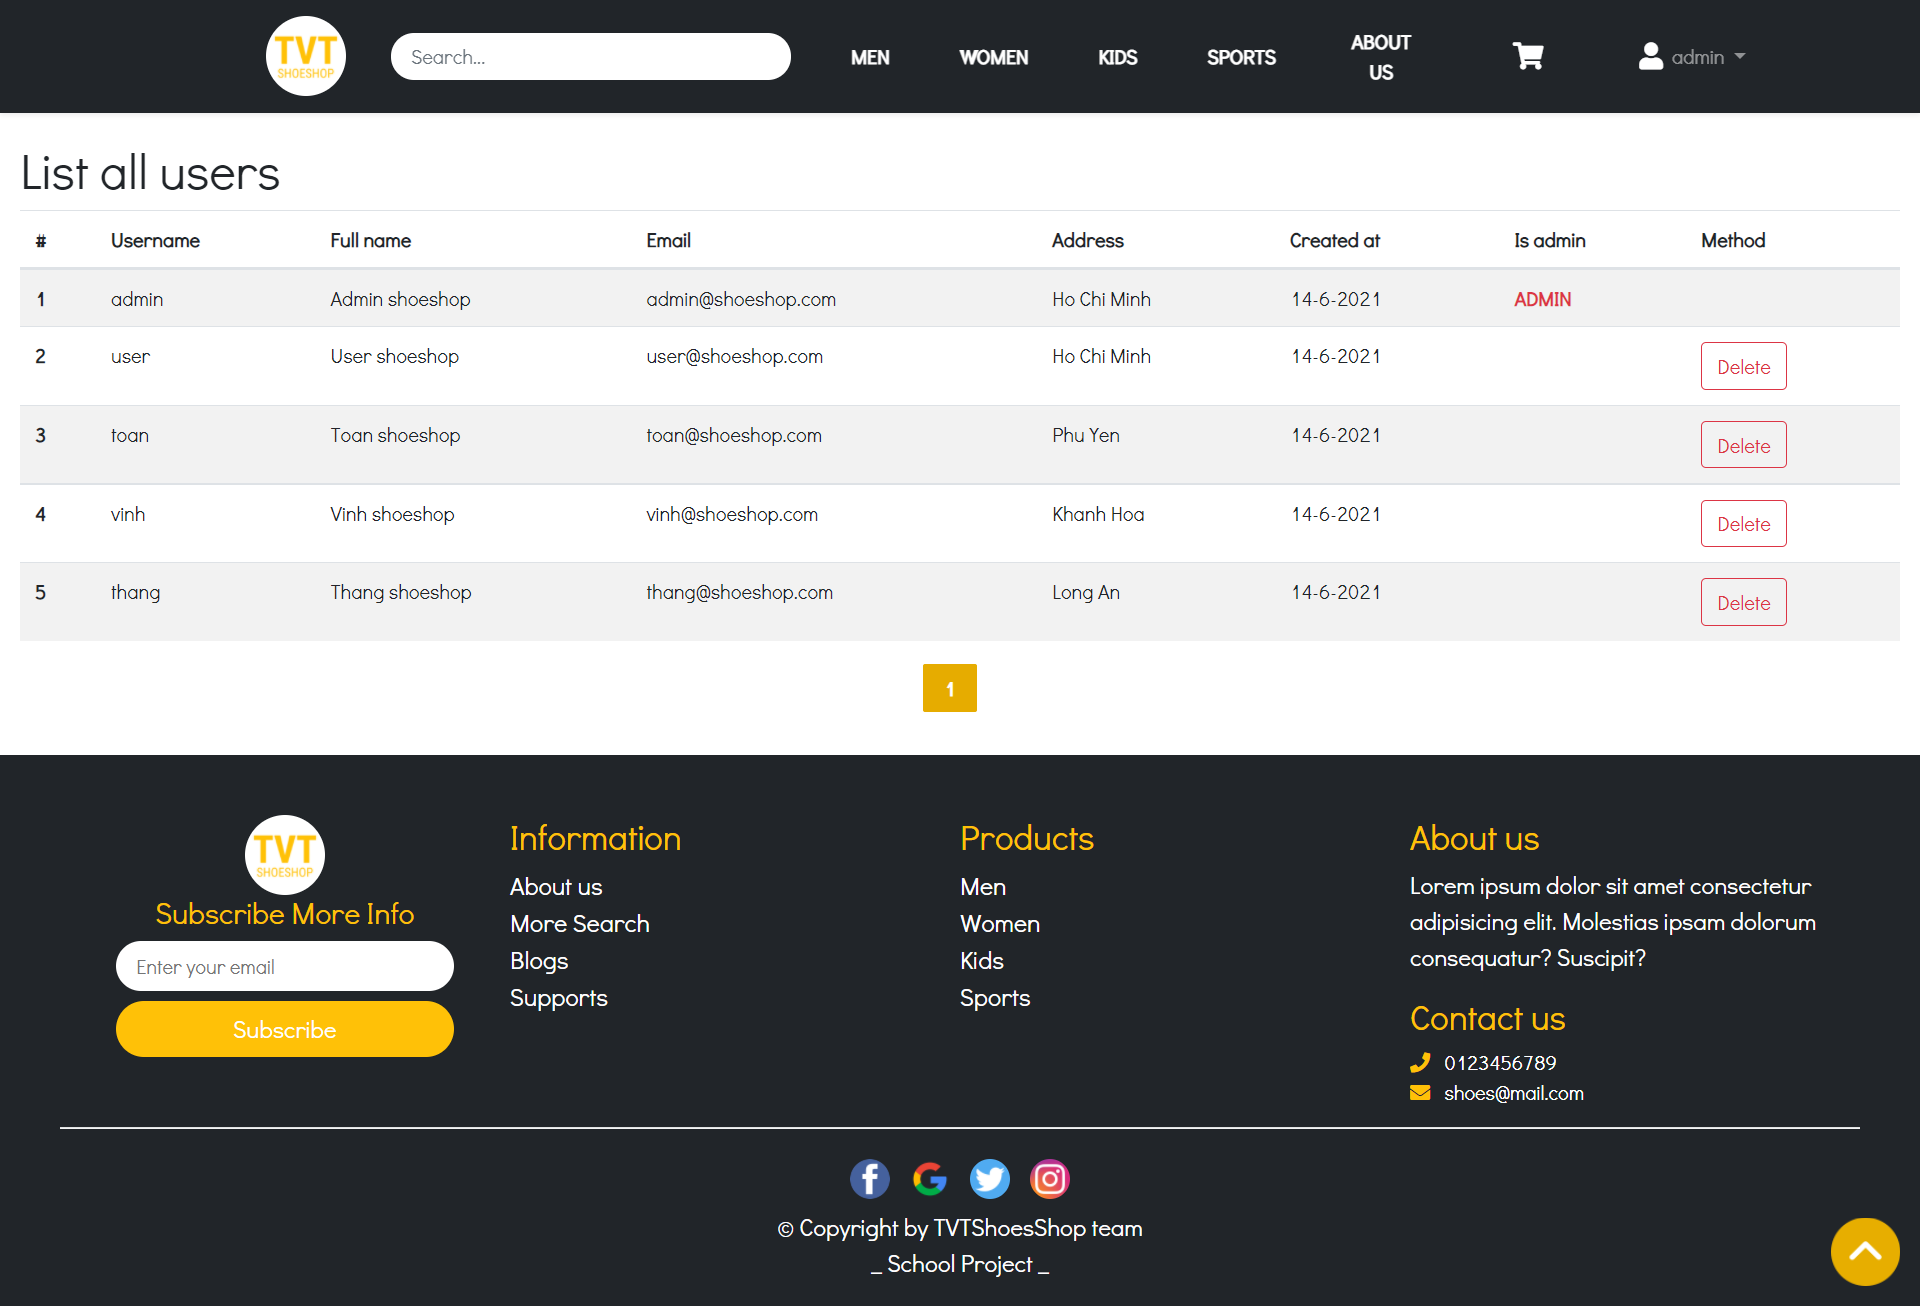 TVT
SHOESHOP
Search...
MEN
WOMEN
KIDS
SPORTS
ABOUT
US
admin
List all users
# Username Full name Email Address Created at Is admin Method
1 admin Admin shoeshop admin@shoeshop.com Ho Chi Minh 14-6-2021 ADMIN
2 user User shoeshop user@shoeshop.com Ho Chi Minh 14-6-2021 Delete
3 toan Toan shoeshop toan@shoeshop.com Phu Yen 14-6-2021 Delete
4 vinh Vinh shoeshop vinh@shoeshop.com Khanh Hoa 14-6-2021 Delete
5 thang Thang shoeshop thang@shoeshop.com Long An 14-6-2021 Delete
1
TVT
SHOESHOP
Subscribe More Info
Enter your email
Subscribe
Information
About us
More Search
Blogs
Supports
Products
Men
Women
Kids
Sports
About us
Lorem ipsum dolor sit amet consectetur
adipisicing elit. Molestias ipsam dolorum
consequatur? Suscipit?
Contact us
0123456789
shoes@mail.com
© Copyright by TVTShoesShop team
_ School Project _